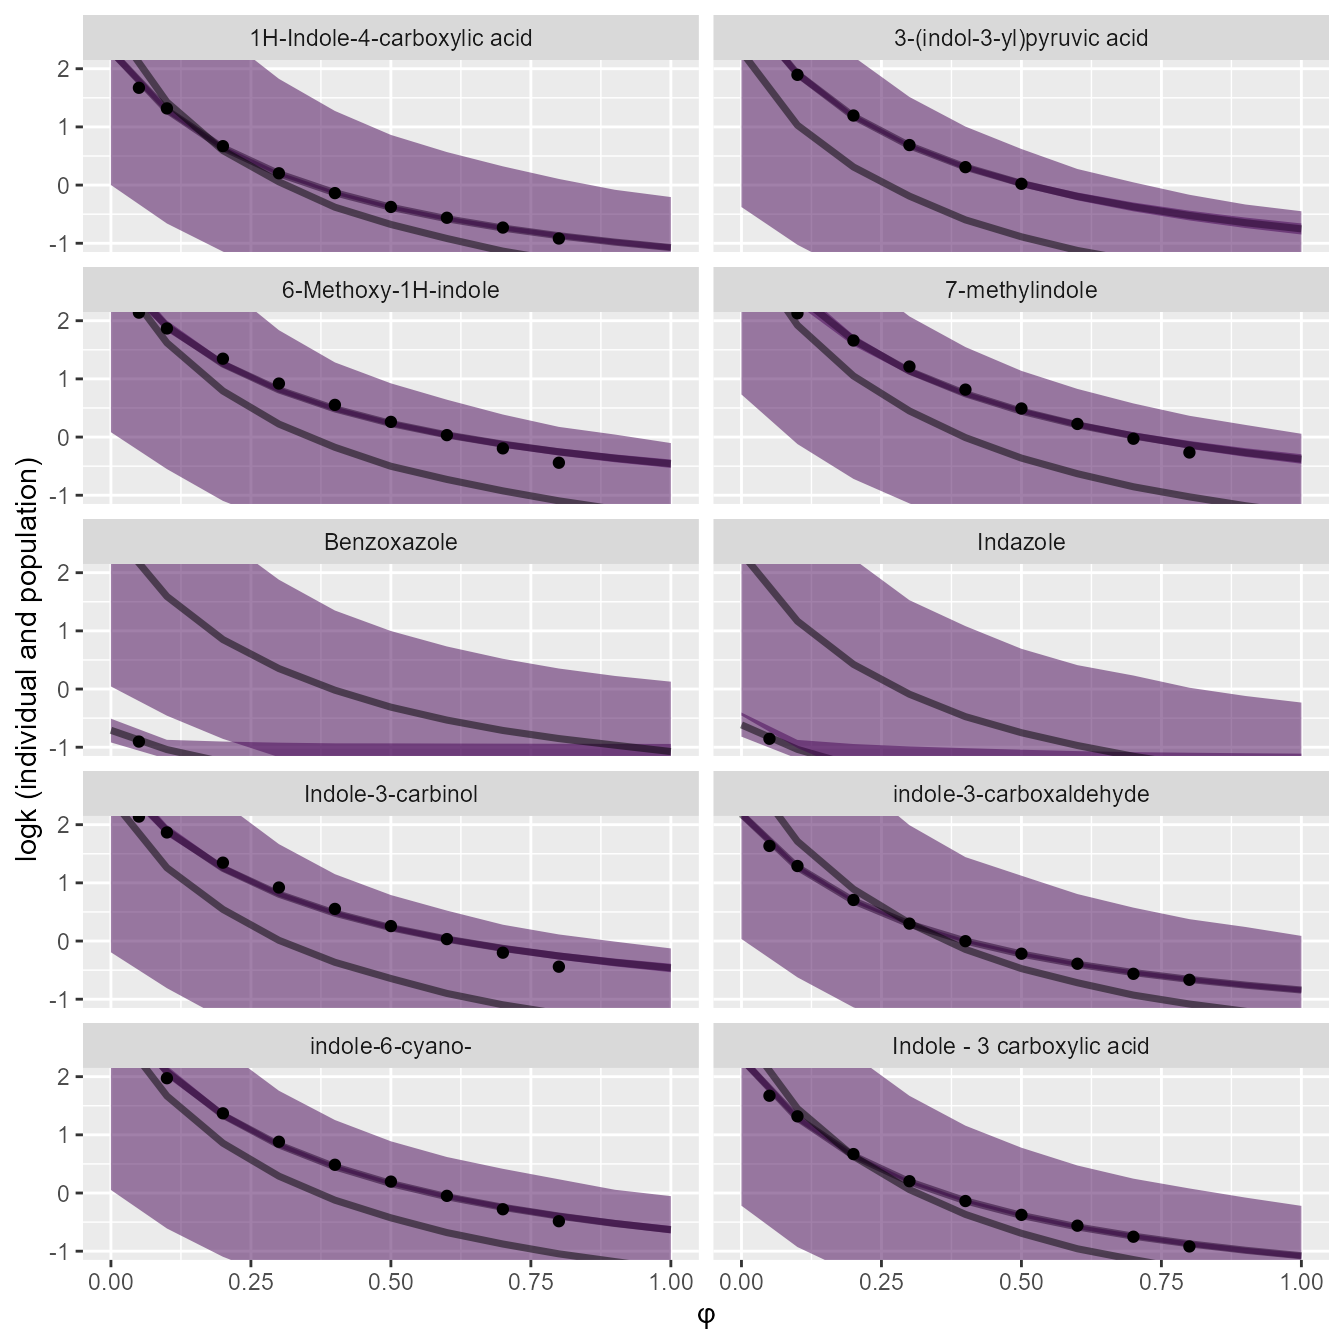 1H-Indole-4-carboxylic acid
3-(indol-3-yl)pyruvic acid
2
1
0
-1
6-Methoxy-1H-indole
7-methylindole
2
1
0
-1
Benzoxazole
Indazole
2
1
0
-1
Indole-3-carbinol
indole-3-carboxaldehyde
2
1
0
-1
indole-6-cyano-
Indole - 3 carboxylic acid
2
1
0
-1
0.00 0.25 0.50 0.75 1.00
0.00 0.25 0.50 0.75 1.00
φ
logk (individual and population)